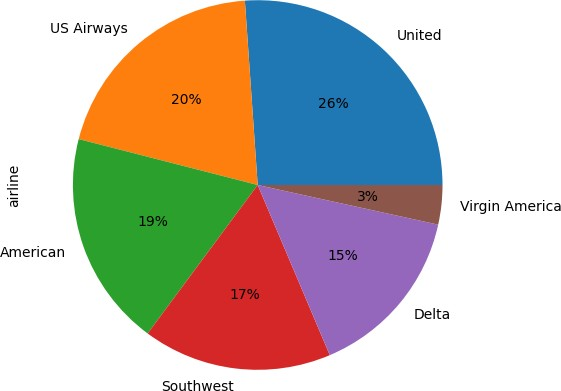 US Airways
United
20%
26%
airline
19%
3%
Virgin America
American
15%
17%
Delta
Southwest